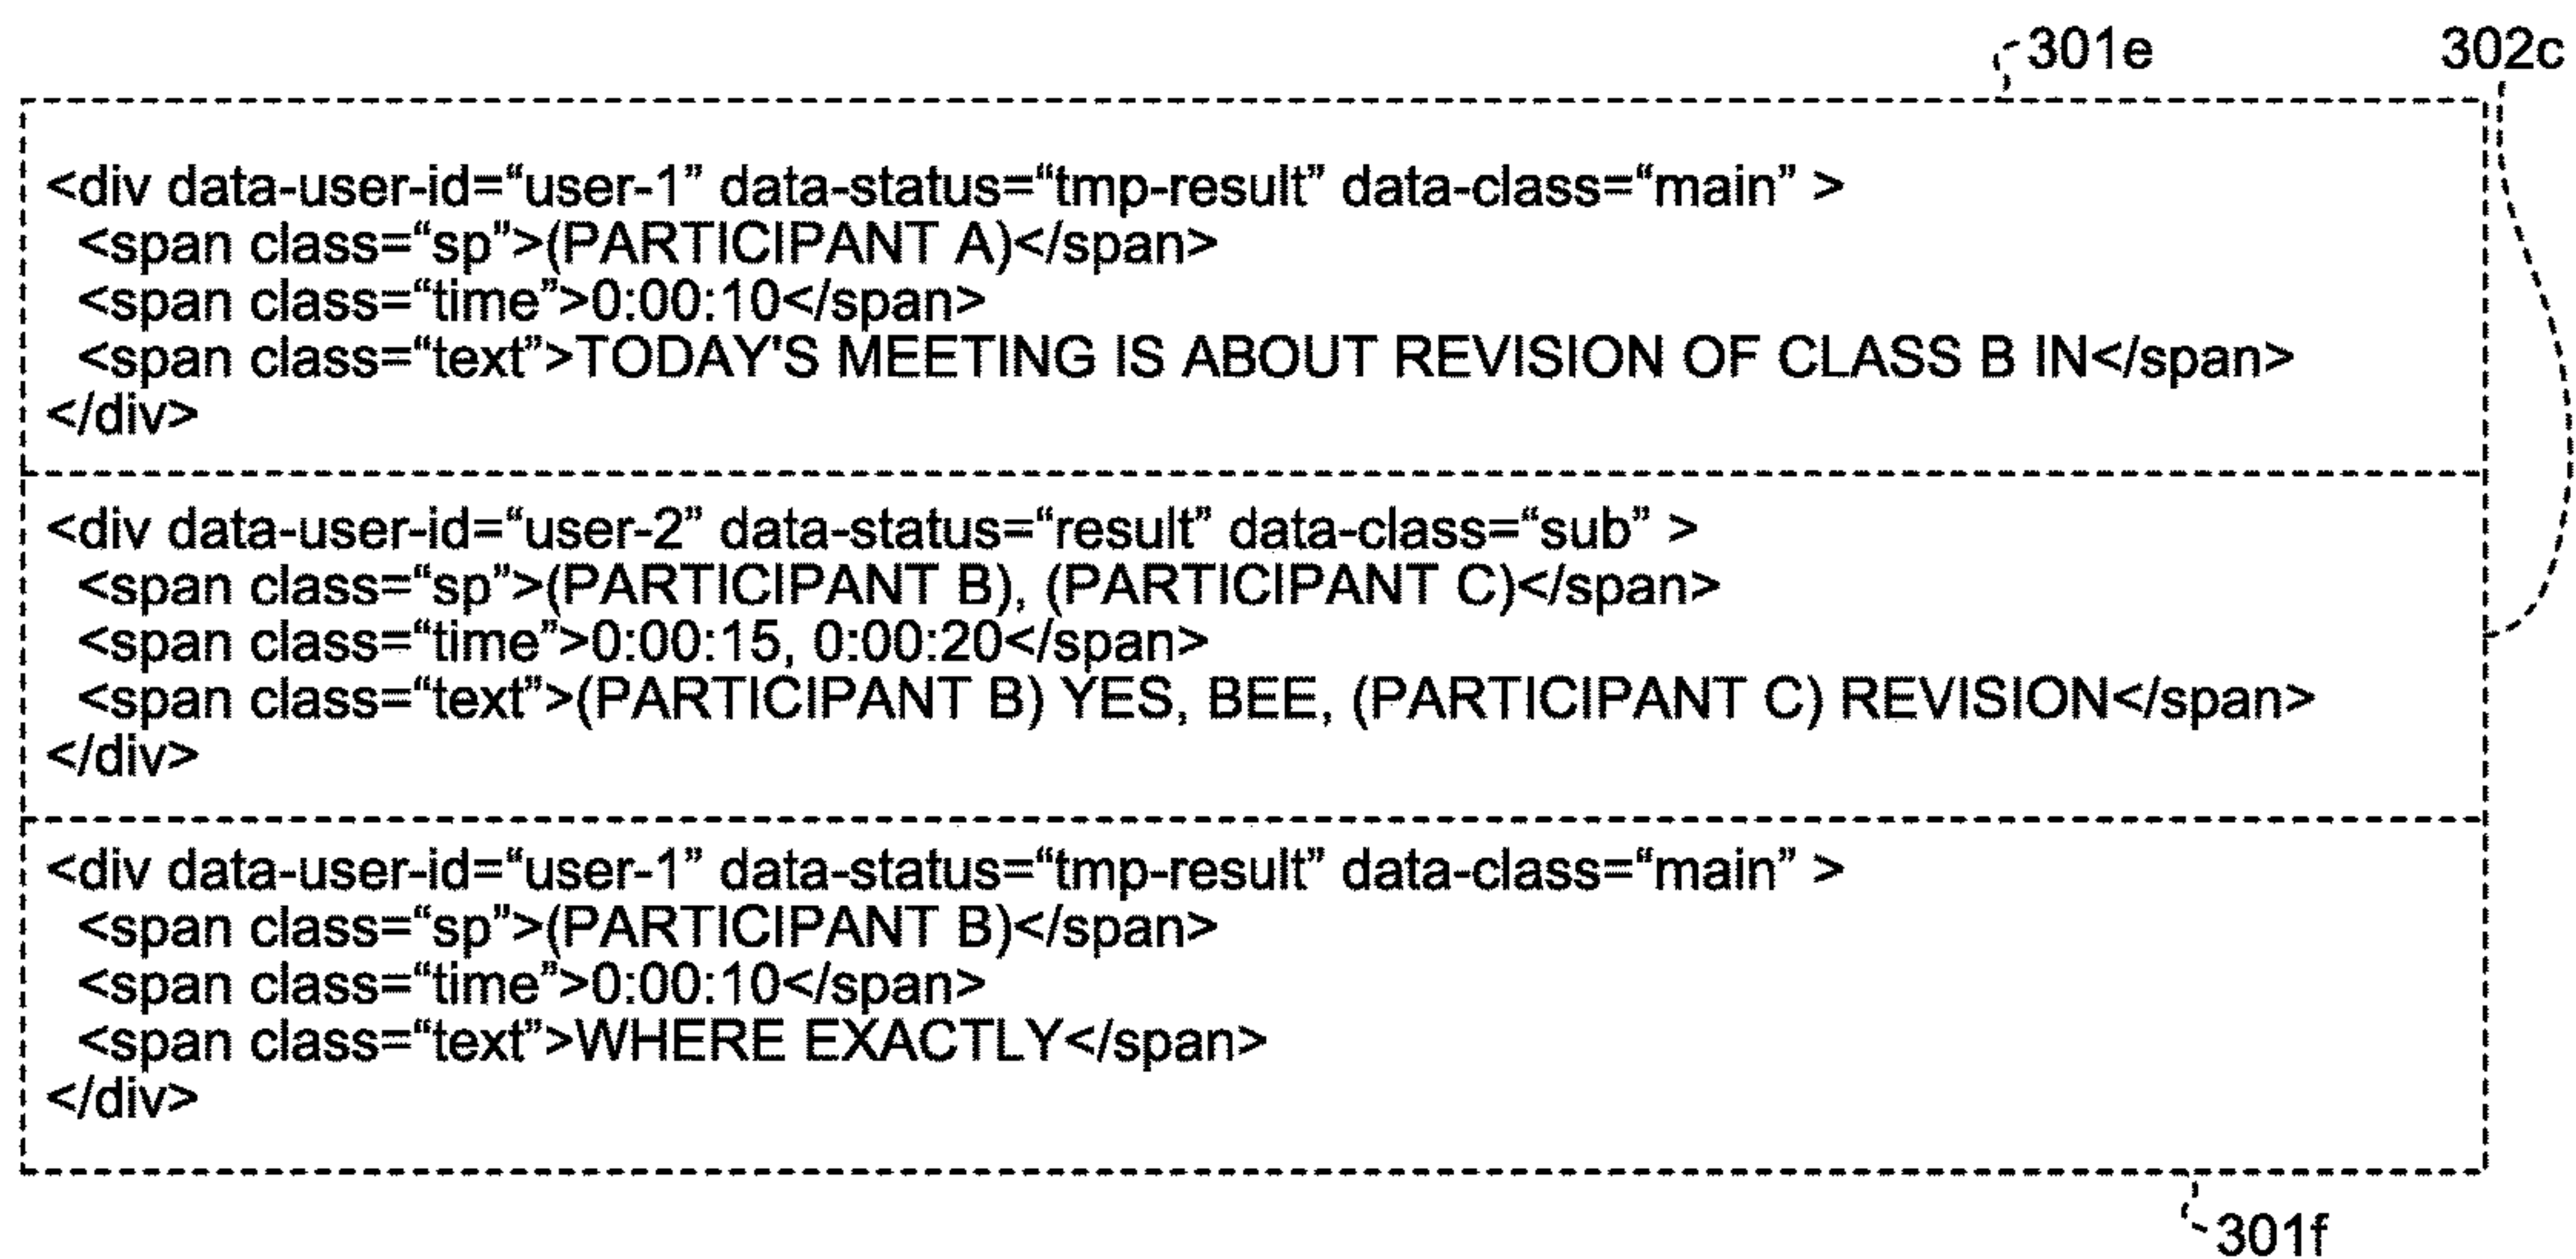 301e 302c
<div data-user-id=“user-1” data-status=“tmp-result” data-class=“main” >
<span class=“sp”>(PARTICIPANT A)</span>
<span class=“time”>0:00:10</span>
<span class=“text”>TODAY'S MEETING IS ABOUT REVISION OF CLASS B IN</span>
</div>
<div data-user-id=“user-2” data-status=“result” data-class=“sub” >
<span class=“sp”>(PARTICIPANT B), (PARTICIPANT C)</span>
<span class=“time”>0:00:15, 0:00:20</span>
<span class=“text”>(PARTICIPANT B) YES, BEE, (PARTICIPANT C) REVISION</span>
</div>
<div data-user-id=“user-1” data-status=“tmp-result” data-class=“main” >
<span class=“sp”>(PARTICIPANT B)</span>
<span class=“time”>0:00:10</span>
<span class=“text”>WHERE EXACTLY</span>
</div>
301f